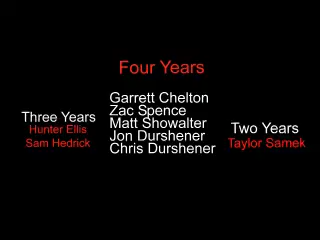 Four Years
Garrett Chelton
Zac Spence
Matt Showalter
Jon Durshener
Chris Durshener
Three Years
Hunter Ellis
Sam Hedrick
Two Years
Taylor Samek